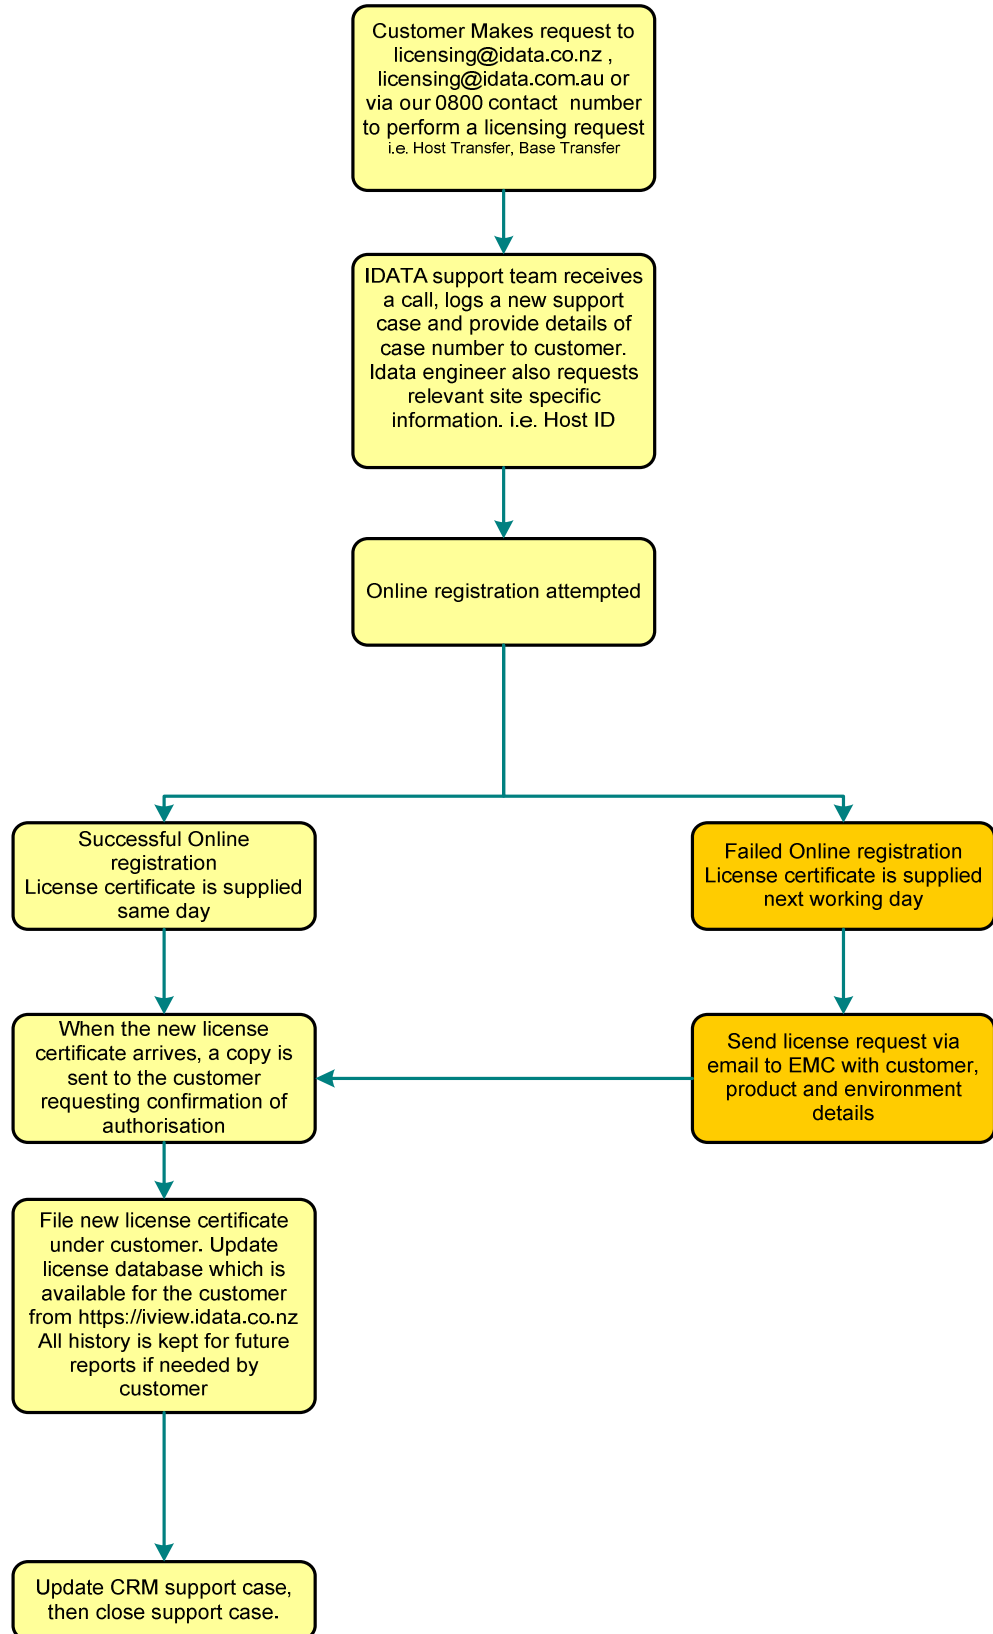 Customer Makes request to
licensing@idata.co.nz ,
licensing@idata.com.au or
via our 0800 contact number
to perform a licensing request
i.e. Host Transfer, Base Transfer
IDATA support team receives
a call, logs a new support
case and provide details of
case number to customer.
Idata engineer also requests
relevant site specific
information. i.e. Host ID
Online registration attempted
Successful Online
registration
License certificate is supplied
same day
Failed Online registration
License certificate is supplied
next working day
When the new license
certificate arrives, a copy is
sent to the customer
requesting confirmation of
authorisation
Send license request via
email to EMC with customer,
product and environment
details
File new license certificate
under customer. Update
license database which is
available for the customer
from https://iview.idata.co.nz
All history is kept for future
reports if needed by
customer
Update CRM support case,
then close support case.